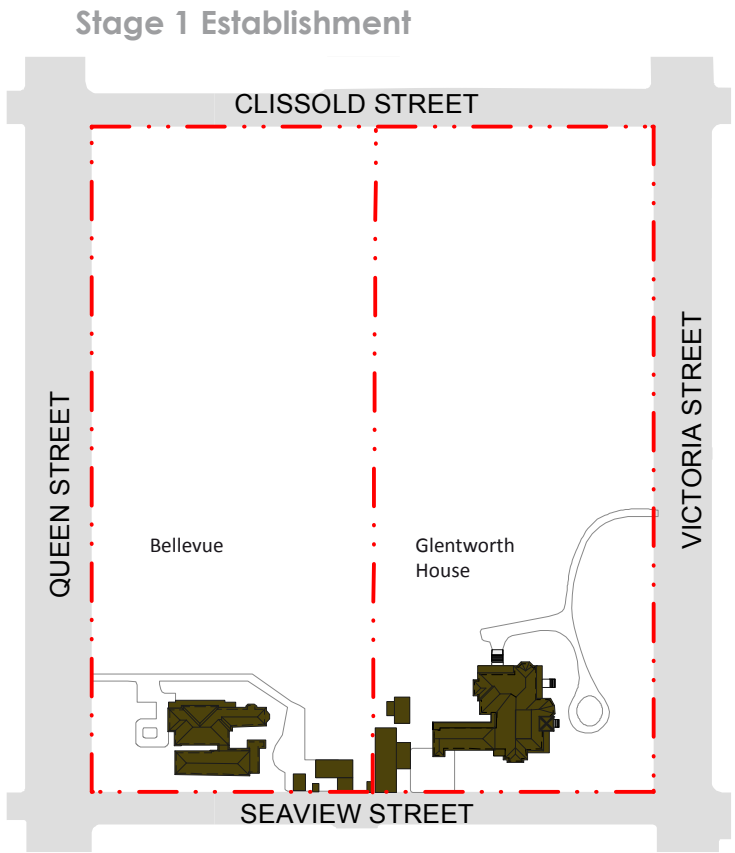 Stage 1 Establishment
CLISSOLD STREET
QUEEN STREET
VICTORIA STREET
Bellevue
Glentworth
House
SEAVIEW STREET